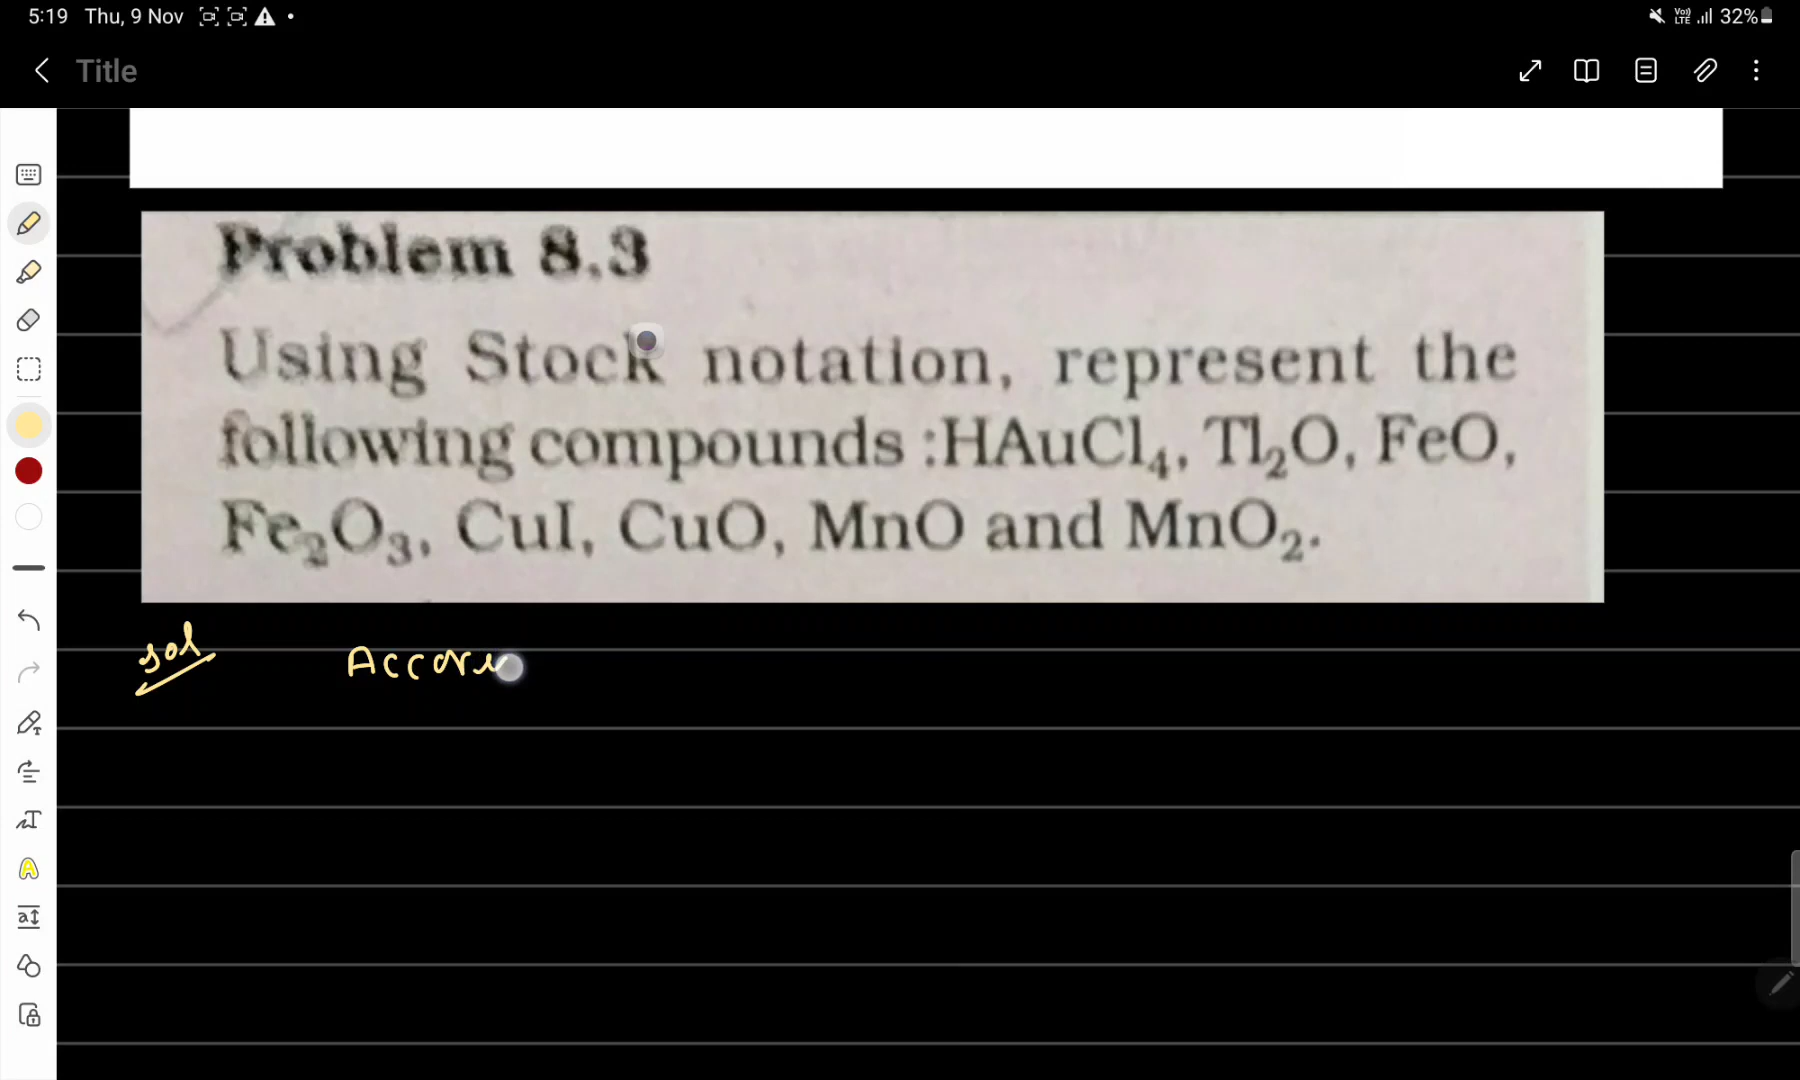 5:19 Thu, 9 Nov 32%
Title
Problem 8.3
Using Stock notation, represent the
following compounds :HAuCl₄, Tl₂O, FeO,
Fe₂O₃, CuI, CuO, MnO and MnO₂.
Sol